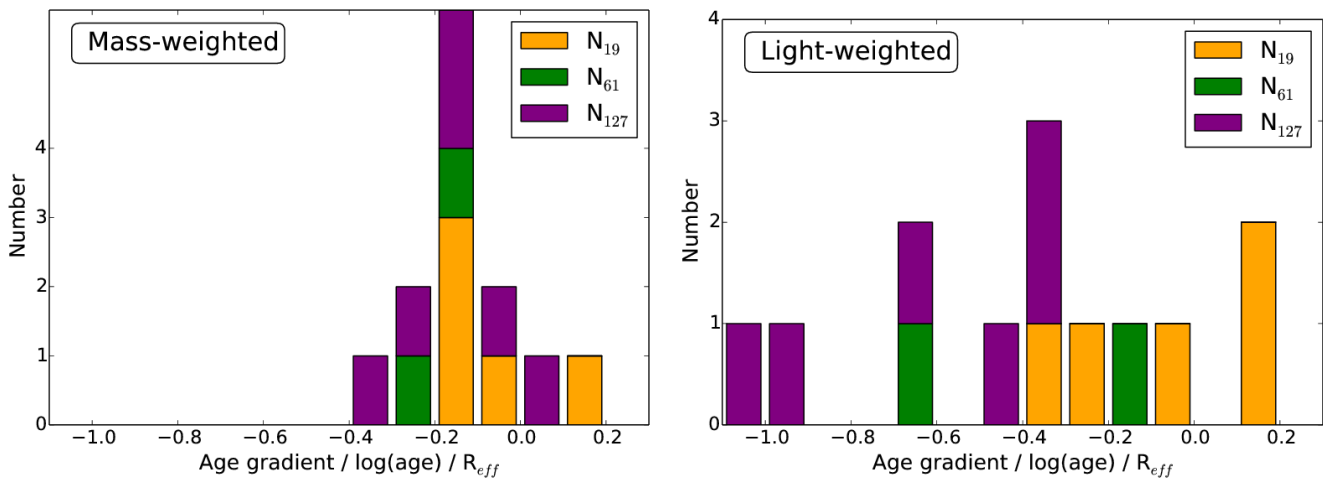 Mass-weighted
N19
N61
N127
Number
4
3
2
1
0
−1.0 −0.8 −0.6 −0.4 −0.2 0.0 0.2
Age gradient / log(age) / Reff
Light-weighted
N19
N61
N127
Number
4
3
2
1
0
−1.0 −0.8 −0.6 −0.4 −0.2 0.0 0.2
Age gradient / log(age) / Reff